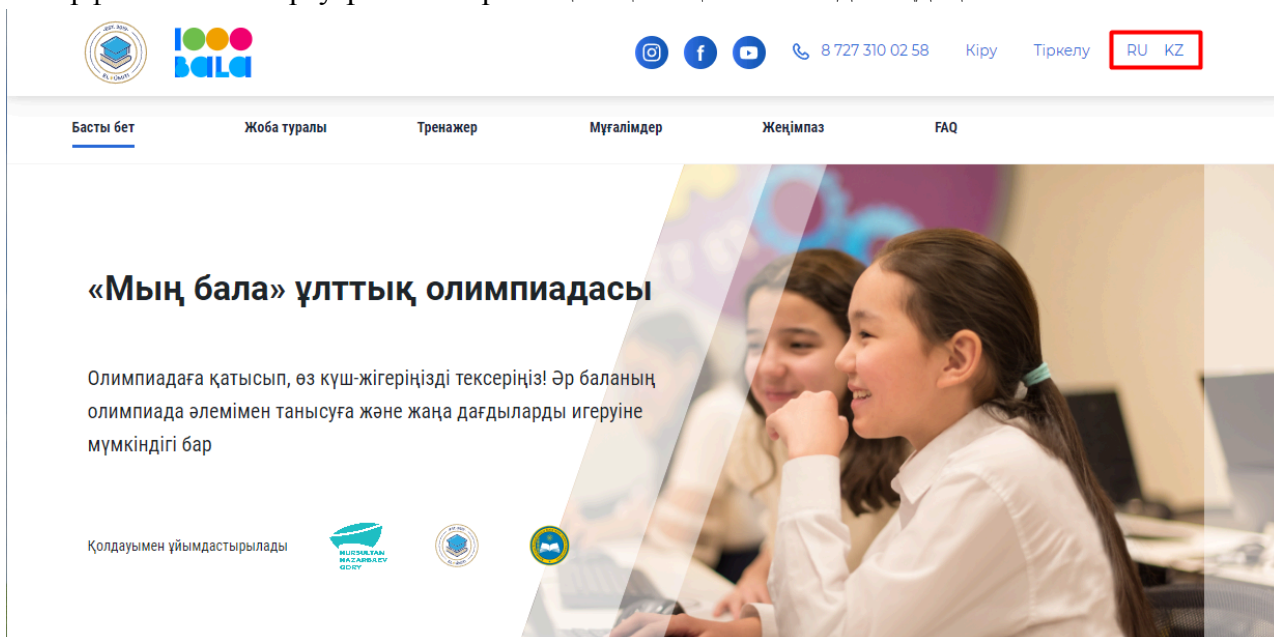 1000
bala
8 727 310 02 58 Кіру Тіркелу RU KZ
Басты бет Жоба туралы Тренажер Мұғалімдер Жеңімпаз FAQ
«Мың бала» ұлттық олимпиадасы
Олимпиадаға қатысып, өз күш-жігеріңізді тексеріңіз! Әр баланың
олимпиада әлемімен танысуға және жаңа дағдыларды игеруіне
мүмкіндігі бар
Қолдауымен ұйымдастырылады
NURSULTAN
NAZARBAEV
QORY